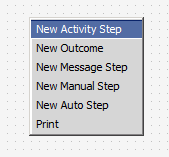 New Activity Step
New Outcome
New Message Step
New Manual Step
New Auto Step
Print